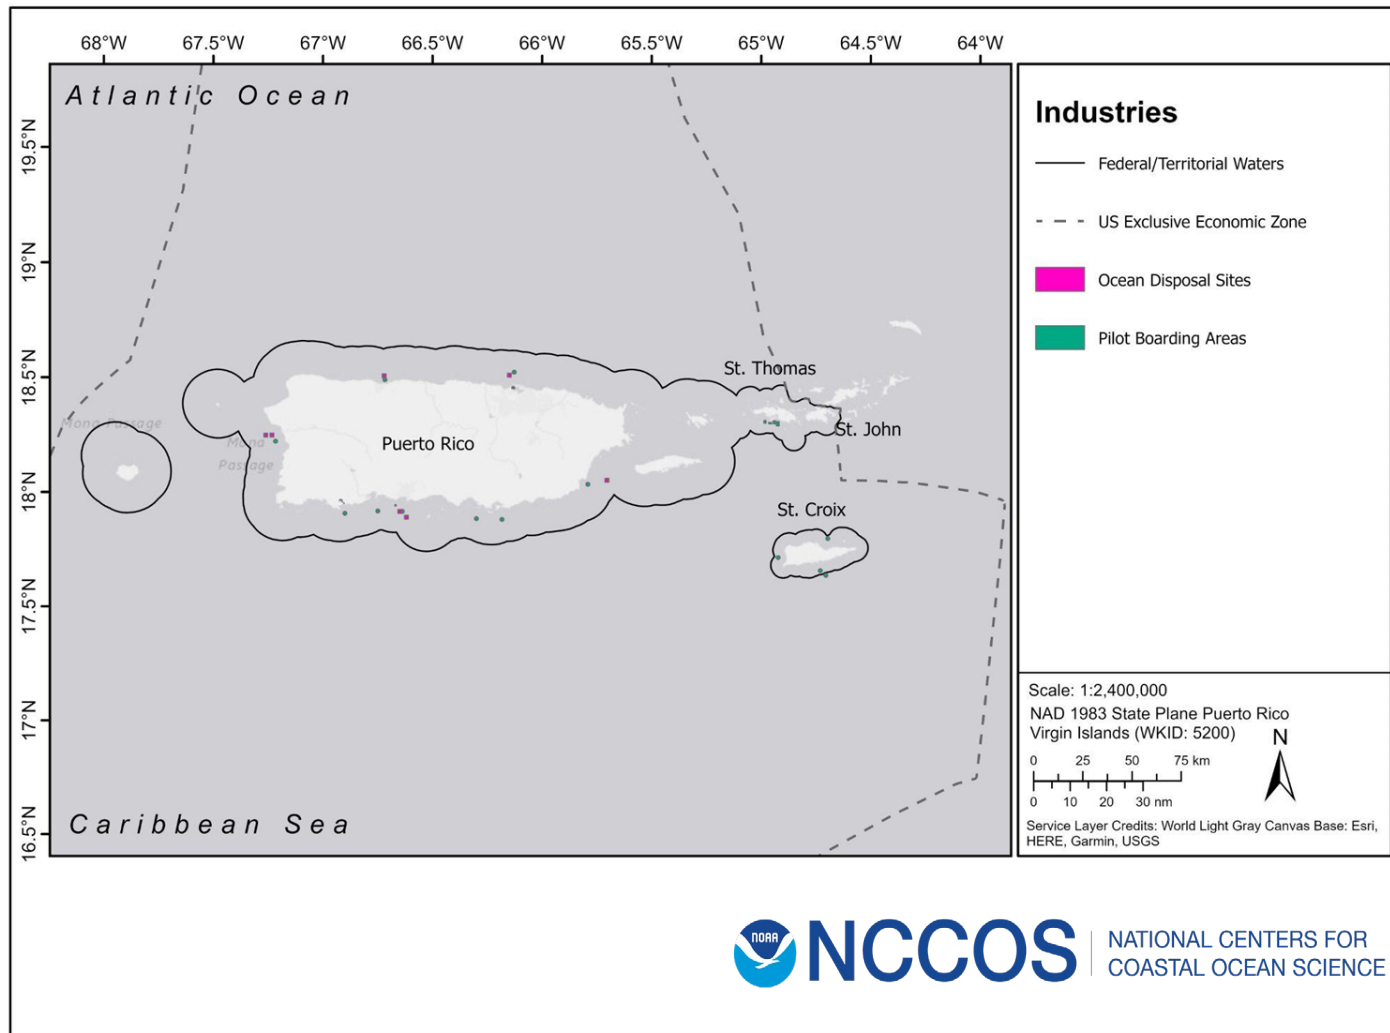 68°W 67.5°W 67°W 66.5°W 66°W 65.5°W 65°W 64.5°W 64°W
Atlantic Ocean
19.5°N
19°N
18.5°N
18°N
17.5°N
17°N
16.5°N
St. Thomas
Mona Passage
Mona
Passage
Puerto Rico
St. John
St. Croix
Caribbean Sea
Industries
Federal/Territorial Waters
US Exclusive Economic Zone
Ocean Disposal Sites
Pilot Boarding Areas
Scale: 1:2,400,000
NAD 1983 State Plane Puerto Rico
Virgin Islands (WKID: 5200)
N
0 25 50 75 km
0 10 20 30 nm
Service Layer Credits: World Light Gray Canvas Base: Esri,
HERE, Garmin, USGS
NOAA
NCCOS
NATIONAL CENTERS FOR
COASTAL OCEAN SCIENCE